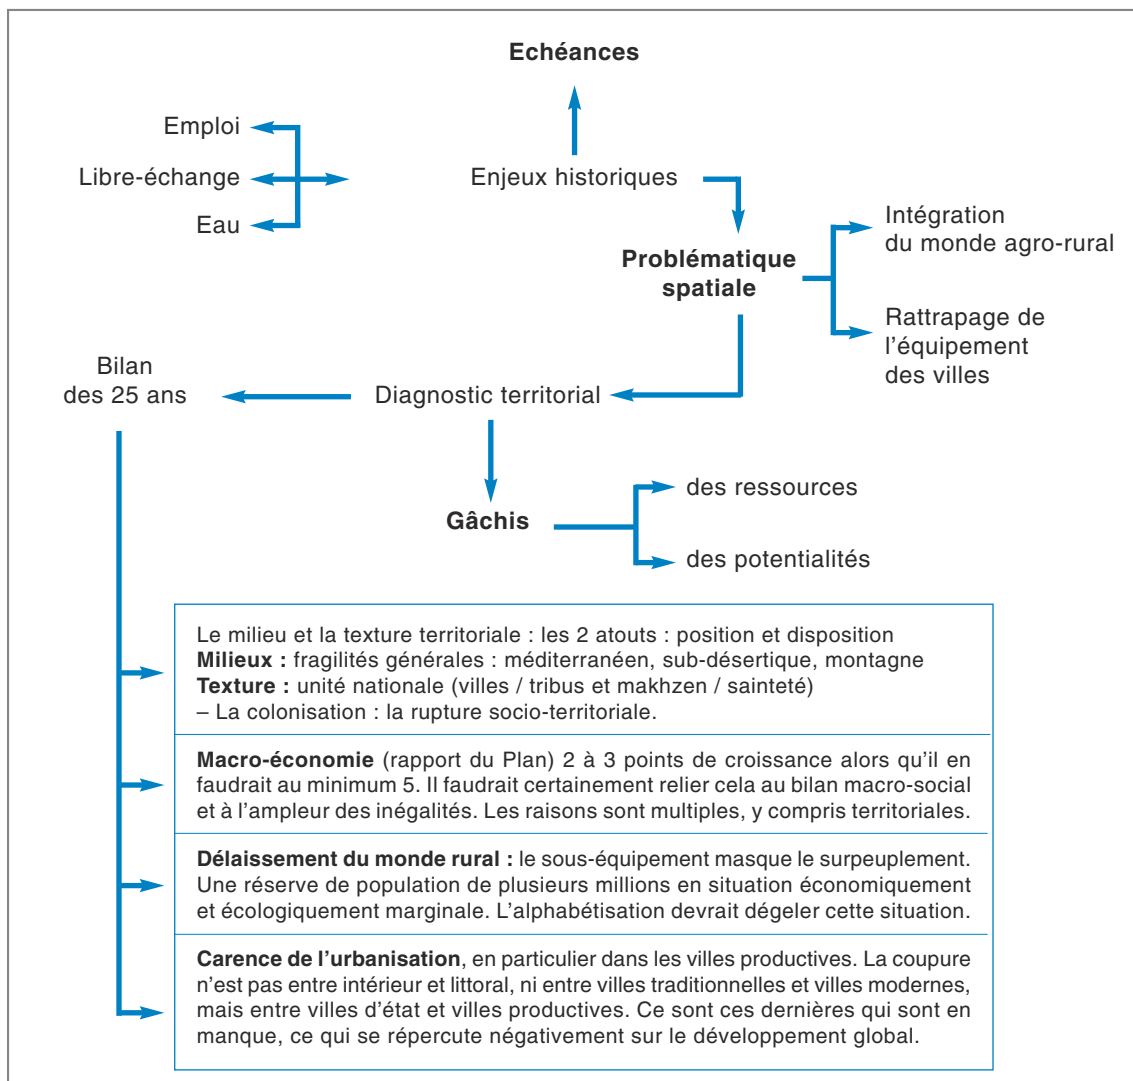 Echéances
Emploi
Libre-échange
Eau
Enjeux historiques
Intégration
du monde agro-rural
Problématique
spatiale
Rattrapage de
l’équipement
des villes
Bilan
des 25 ans
Diagnostic territorial
des ressources
Gâchis
des potentialités
Le milieu et la texture territoriale : les 2 atouts : position et disposition
Milieux : fragilités générales : méditerranéen, sub-désertique, montagne
Texture : unité nationale (villes / tribus et makhzen / sainteté)
– La colonisation : la rupture socio-territoriale.
Macro-économie (rapport du Plan) 2 à 3 points de croissance alors qu’il en
faudrait au minimum 5. Il faudrait certainement relier cela au bilan macro-social
et à l’ampleur des inégalités. Les raisons sont multiples, y compris territoriales.
Délaissement du monde rural : le sous-équipement masque le surpeuplement.
Une réserve de population de plusieurs millions en situation économiquement
et écologiquement marginale. L’alphabétisation devrait dégeler cette situation.
Carence de l’urbanisation, en particulier dans les villes productives. La coupure
n’est pas entre intérieur et littoral, ni entre villes traditionnelles et villes modernes,
mais entre villes d’état et villes productives. Ce sont ces dernières qui sont en
manque, ce qui se répercute négativement sur le développement global.